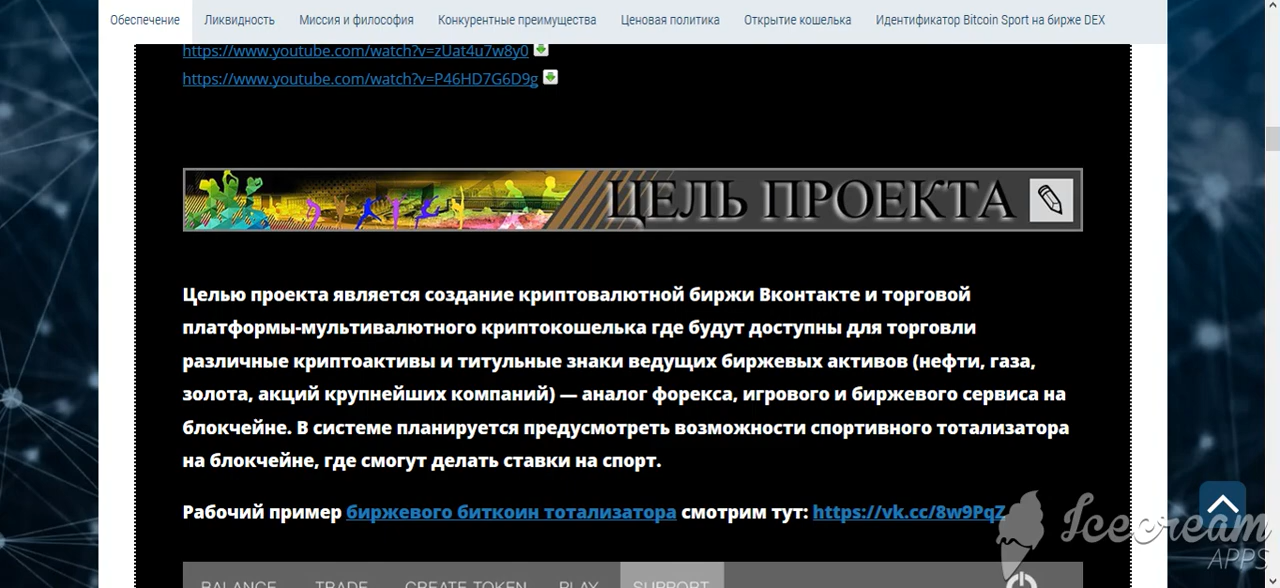 Обеспечение Ликвидность Миссия и философия Конкурентные преимущества Ценовая политика Открытие кошелька Идентификатор Bitcoin Sport на бирже DEX
https://www.youtube.com/watch?v=zUat4u7w8y0
https://www.youtube.com/watch?v=P46HD7G6D9g
ЦЕЛЬ ПРОЕКТА
Целью проекта является создание криптовалютной биржи Вконтакте и торговой
платформы-мультивалютного криптокошелька где будут доступны для торговли
различные криптоактивы и титульные знаки ведущих биржевых активов (нефти, газа,
золота, акций крупнейших компаний) — аналог форекса, игрового и биржевого сервиса на
блокчейне. В системе планируется предусмотреть возможности спортивного тотализатора
на блокчейне, где смогут делать ставки на спорт.
Рабочий пример биржевого биткоин тотализатора смотрим тут: https://vk.cc/8w9PqZ
Icecream
APPS
BALANCE TRADE CREATE TOKEN PLAY SUPPORT